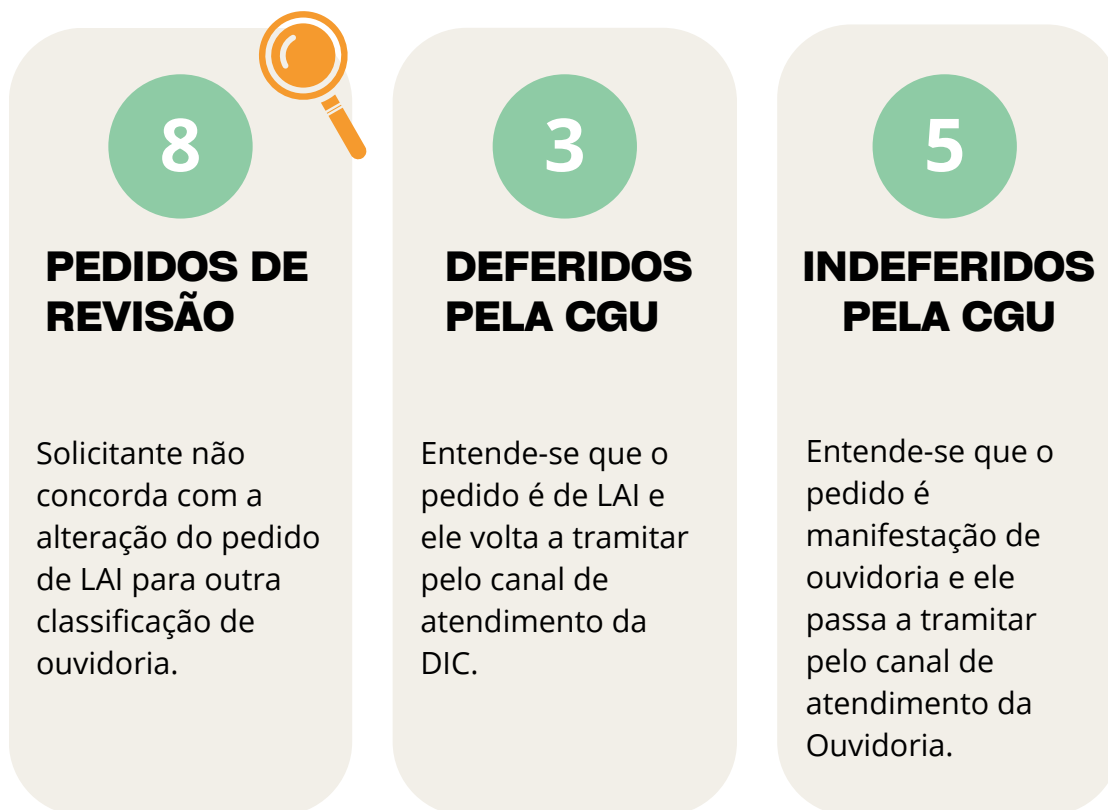 8
PEDIDOS DE
REVISÃO
Solicitante não
concorda com a
alteração do pedido
de LAI para outra
classificação de
ouvidoria.
3
DEFERIDOS
PELA CGU
Entende-se que o
pedido é de LAI e
ele volta a tramitar
pelo canal de
atendimento da
DIC.
5
INDEFERIDOS
PELA CGU
Entende-se que o
pedido é
manifestação de
ouvidoria e ele
passa a tramitar
pelo canal de
atendimento da
Ouvidoria.